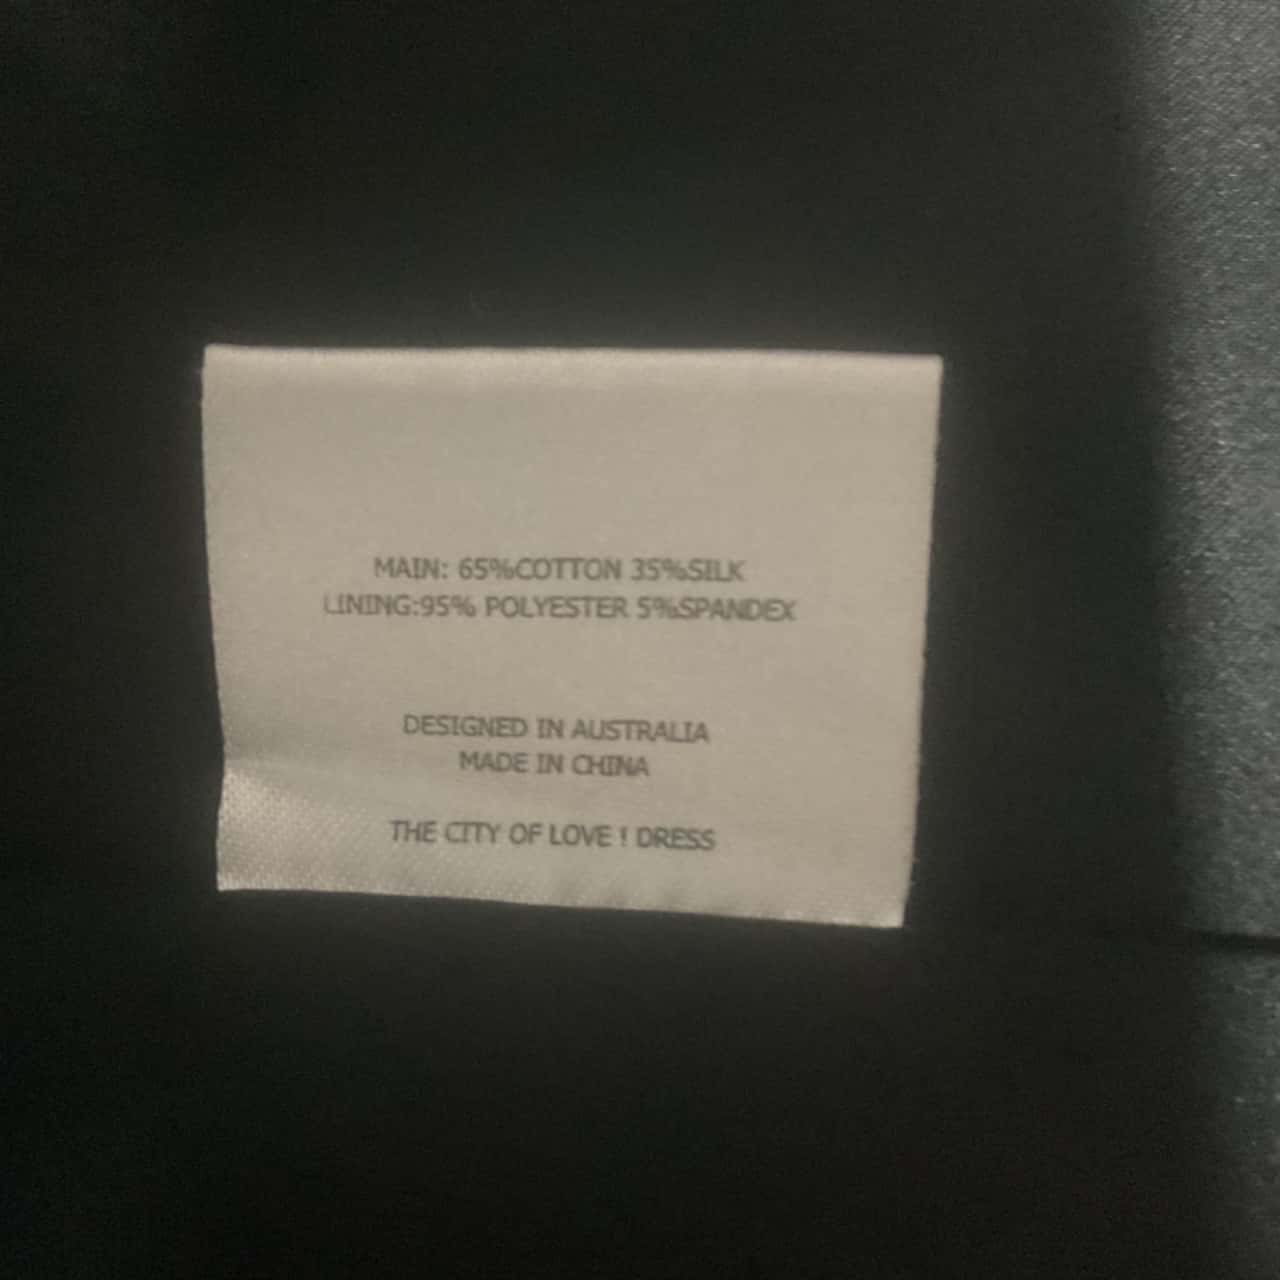 MAIN: 65%COTTON 35%SILK
LINING:95% POLYESTER 5%SPANDEX
DESIGNED IN AUSTRALIA
MADE IN CHINA
THE CITY OF LOVE ! DRESS